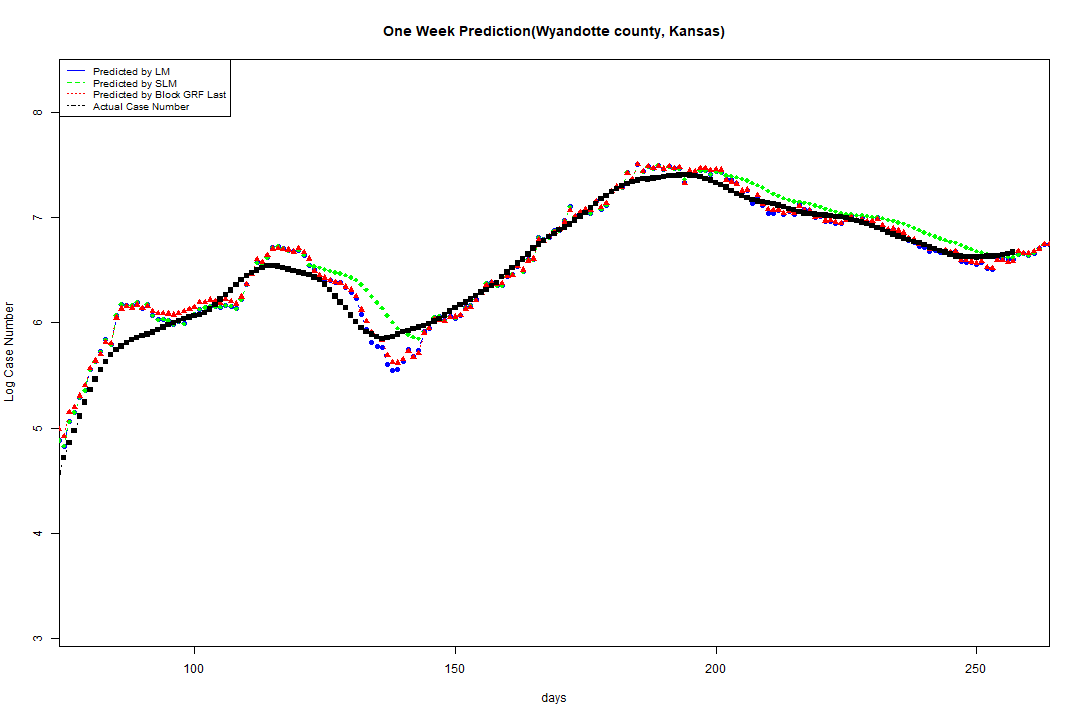 One Week Prediction(Wyandotte county, Kansas)
Predicted by LM
Predicted by SLM
Predicted by Block GRF Last
Actual Case Number
8
7
6
5
4
3
Log Case Number
100 150 200 250
days